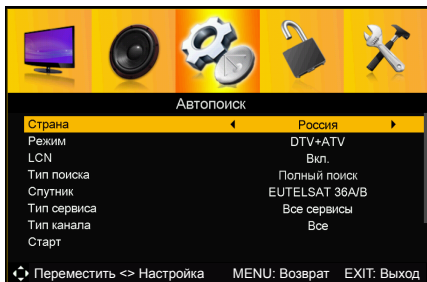 Автопоиск
Страна Россия
Режим DTV+ATV
LCN Вкл.
Тип поиска Полный поиск
Спутник EUTELSAT 36A/B
Тип сервиса Все сервисы
Тип канала Все
Старт
Переместить <> Настройка MENU: Возврат EXIT: Выход